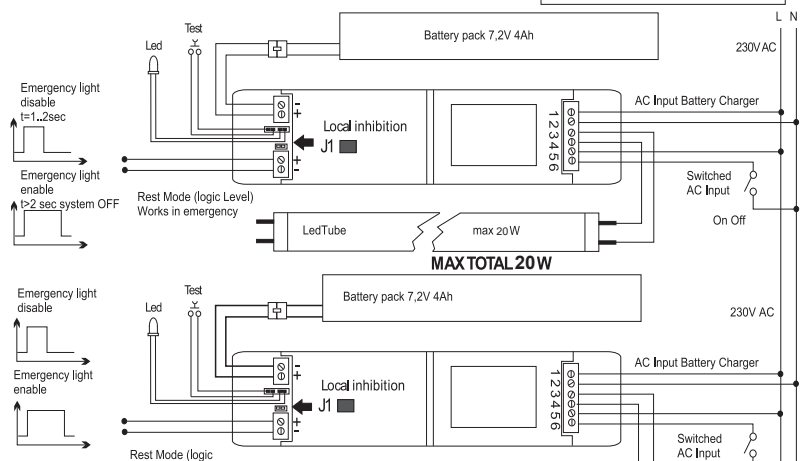 L N
Battery pack 7,2V 4Ah
230V AC
Test
Led
Emergency light
disable
t=1..2sec
AC Input Battery Charger
- +
Local inhibition
J1
1 2 3 4 5 6
+ -
Emergency light
enable
t>2 sec system OFF
Rest Mode (logic Level)
Works in emergency
Switched
AC Input
On Off
LedTube
max 20W
MAX TOTAL 20 W
Emergency light
disable
Led
Test
Battery pack 7,2V 4Ah
230V AC
AC Input Battery Charger
Emergency light
enable
- +
Local inhibition
J1
1 2 3 4 5 6
+ -
Rest Mode (logic
Switched
AC Input